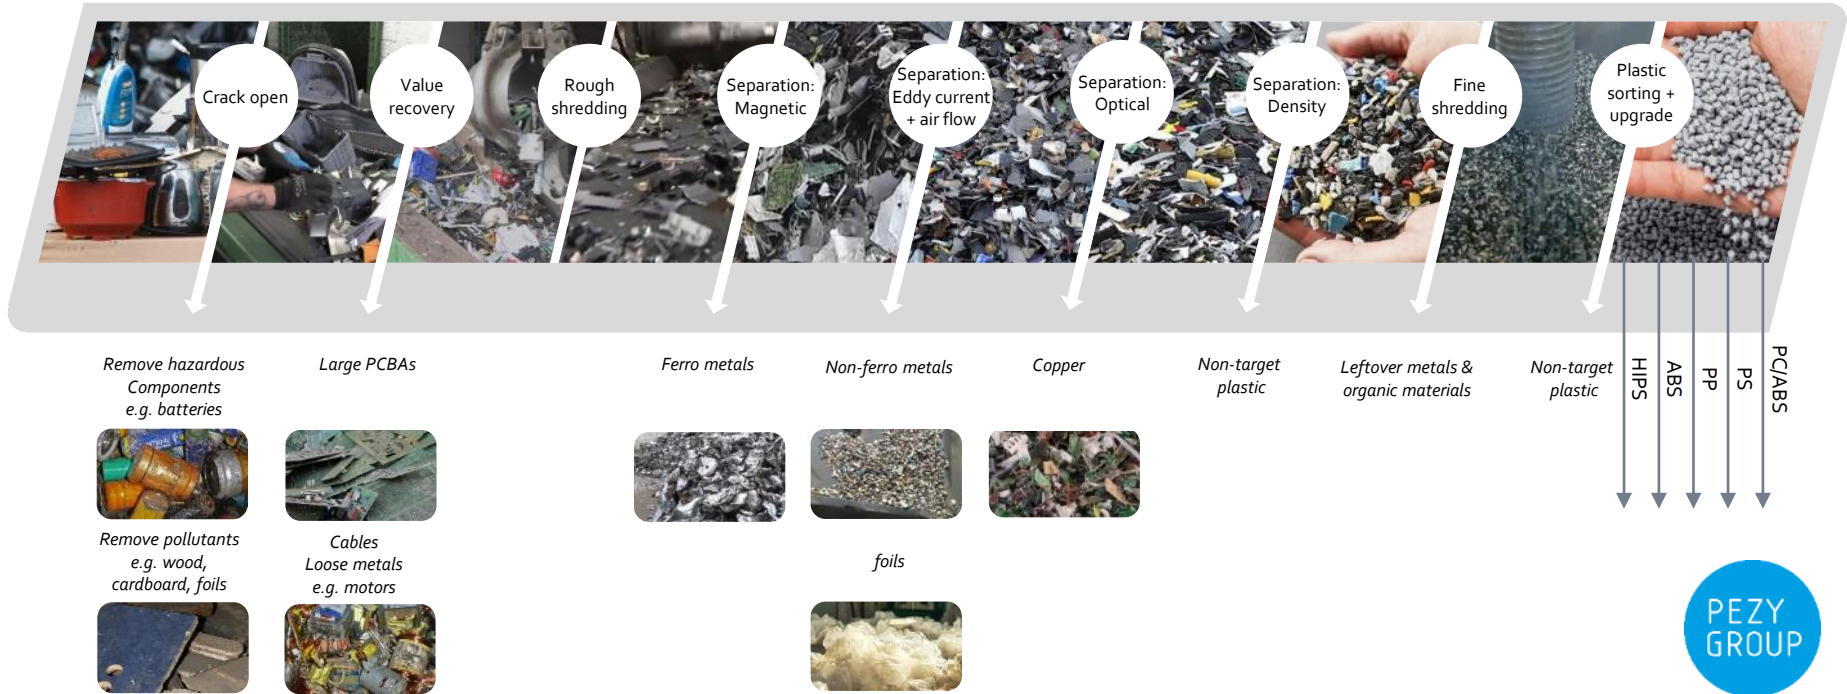 Crack open
Value
recovery
Rough
shredding
Separation:
Magnetic
Separation:
Eddy current
+ air flow
Separation:
Optical
Separation:
Density
Fine
shredding
Plastic
sorting +
upgrade
Remove hazardous
Components
e.g. batteries
Large PCBAs
Ferro metals
Non-ferro metals
Copper
Non-target
plastic
Leftover metals &
organic materials
Non-target
plastic
HIPS
ABS
PP
PS
PC/ABS
Remove pollutants
e.g. wood,
cardboard, foils
Cables
Loose metals
e.g. motors
foils
PEZY
GROUP